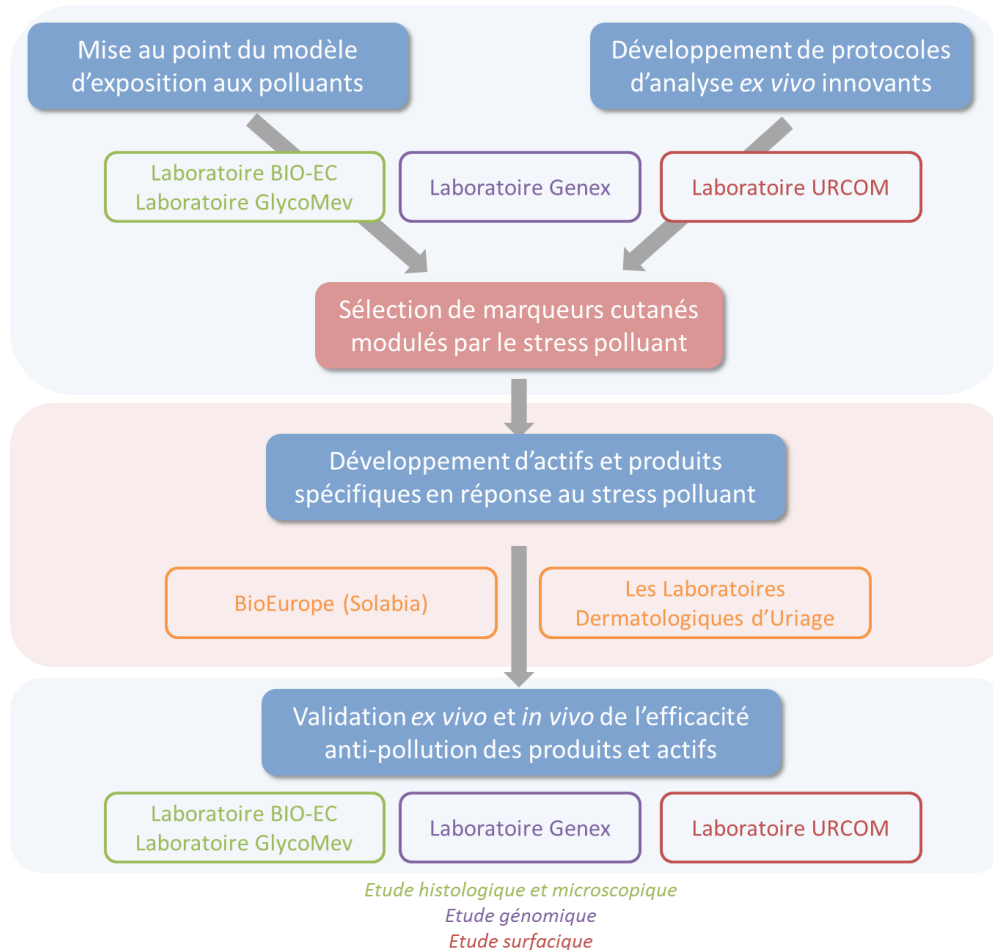 Mise au point du modèle
d’exposition aux polluants
Développement de protocoles
d’analyse ex vivo innovants
Laboratoire BIO-EC
Laboratoire GlycoMev
Laboratoire Genex
Laboratoire URCOM
Sélection de marqueurs cutanés
modulés par le stress polluant
Développement d’actifs et produits
spécifiques en réponse au stress polluant
BioEurope (Solabia)
Les Laboratoires
Dermatologiques d’Uriage
Validation ex vivo et in vivo de l’efficacité
anti-pollution des produits et actifs
Laboratoire BIO-EC
Laboratoire GlycoMev
Laboratoire Genex
Laboratoire URCOM
Etude histologique et microscopique
Etude génomique
Etude surfacique